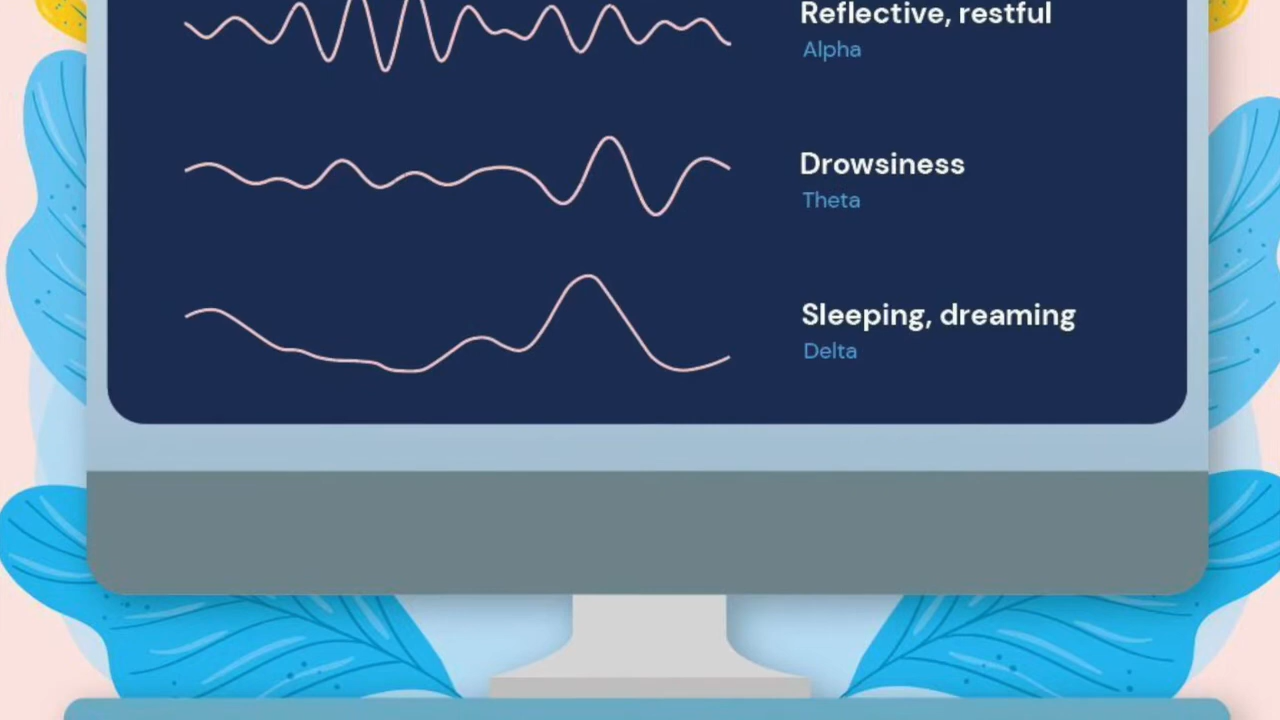 Reflective, restful
Alpha
Drowsiness
Theta
Sleeping, dreaming
Delta